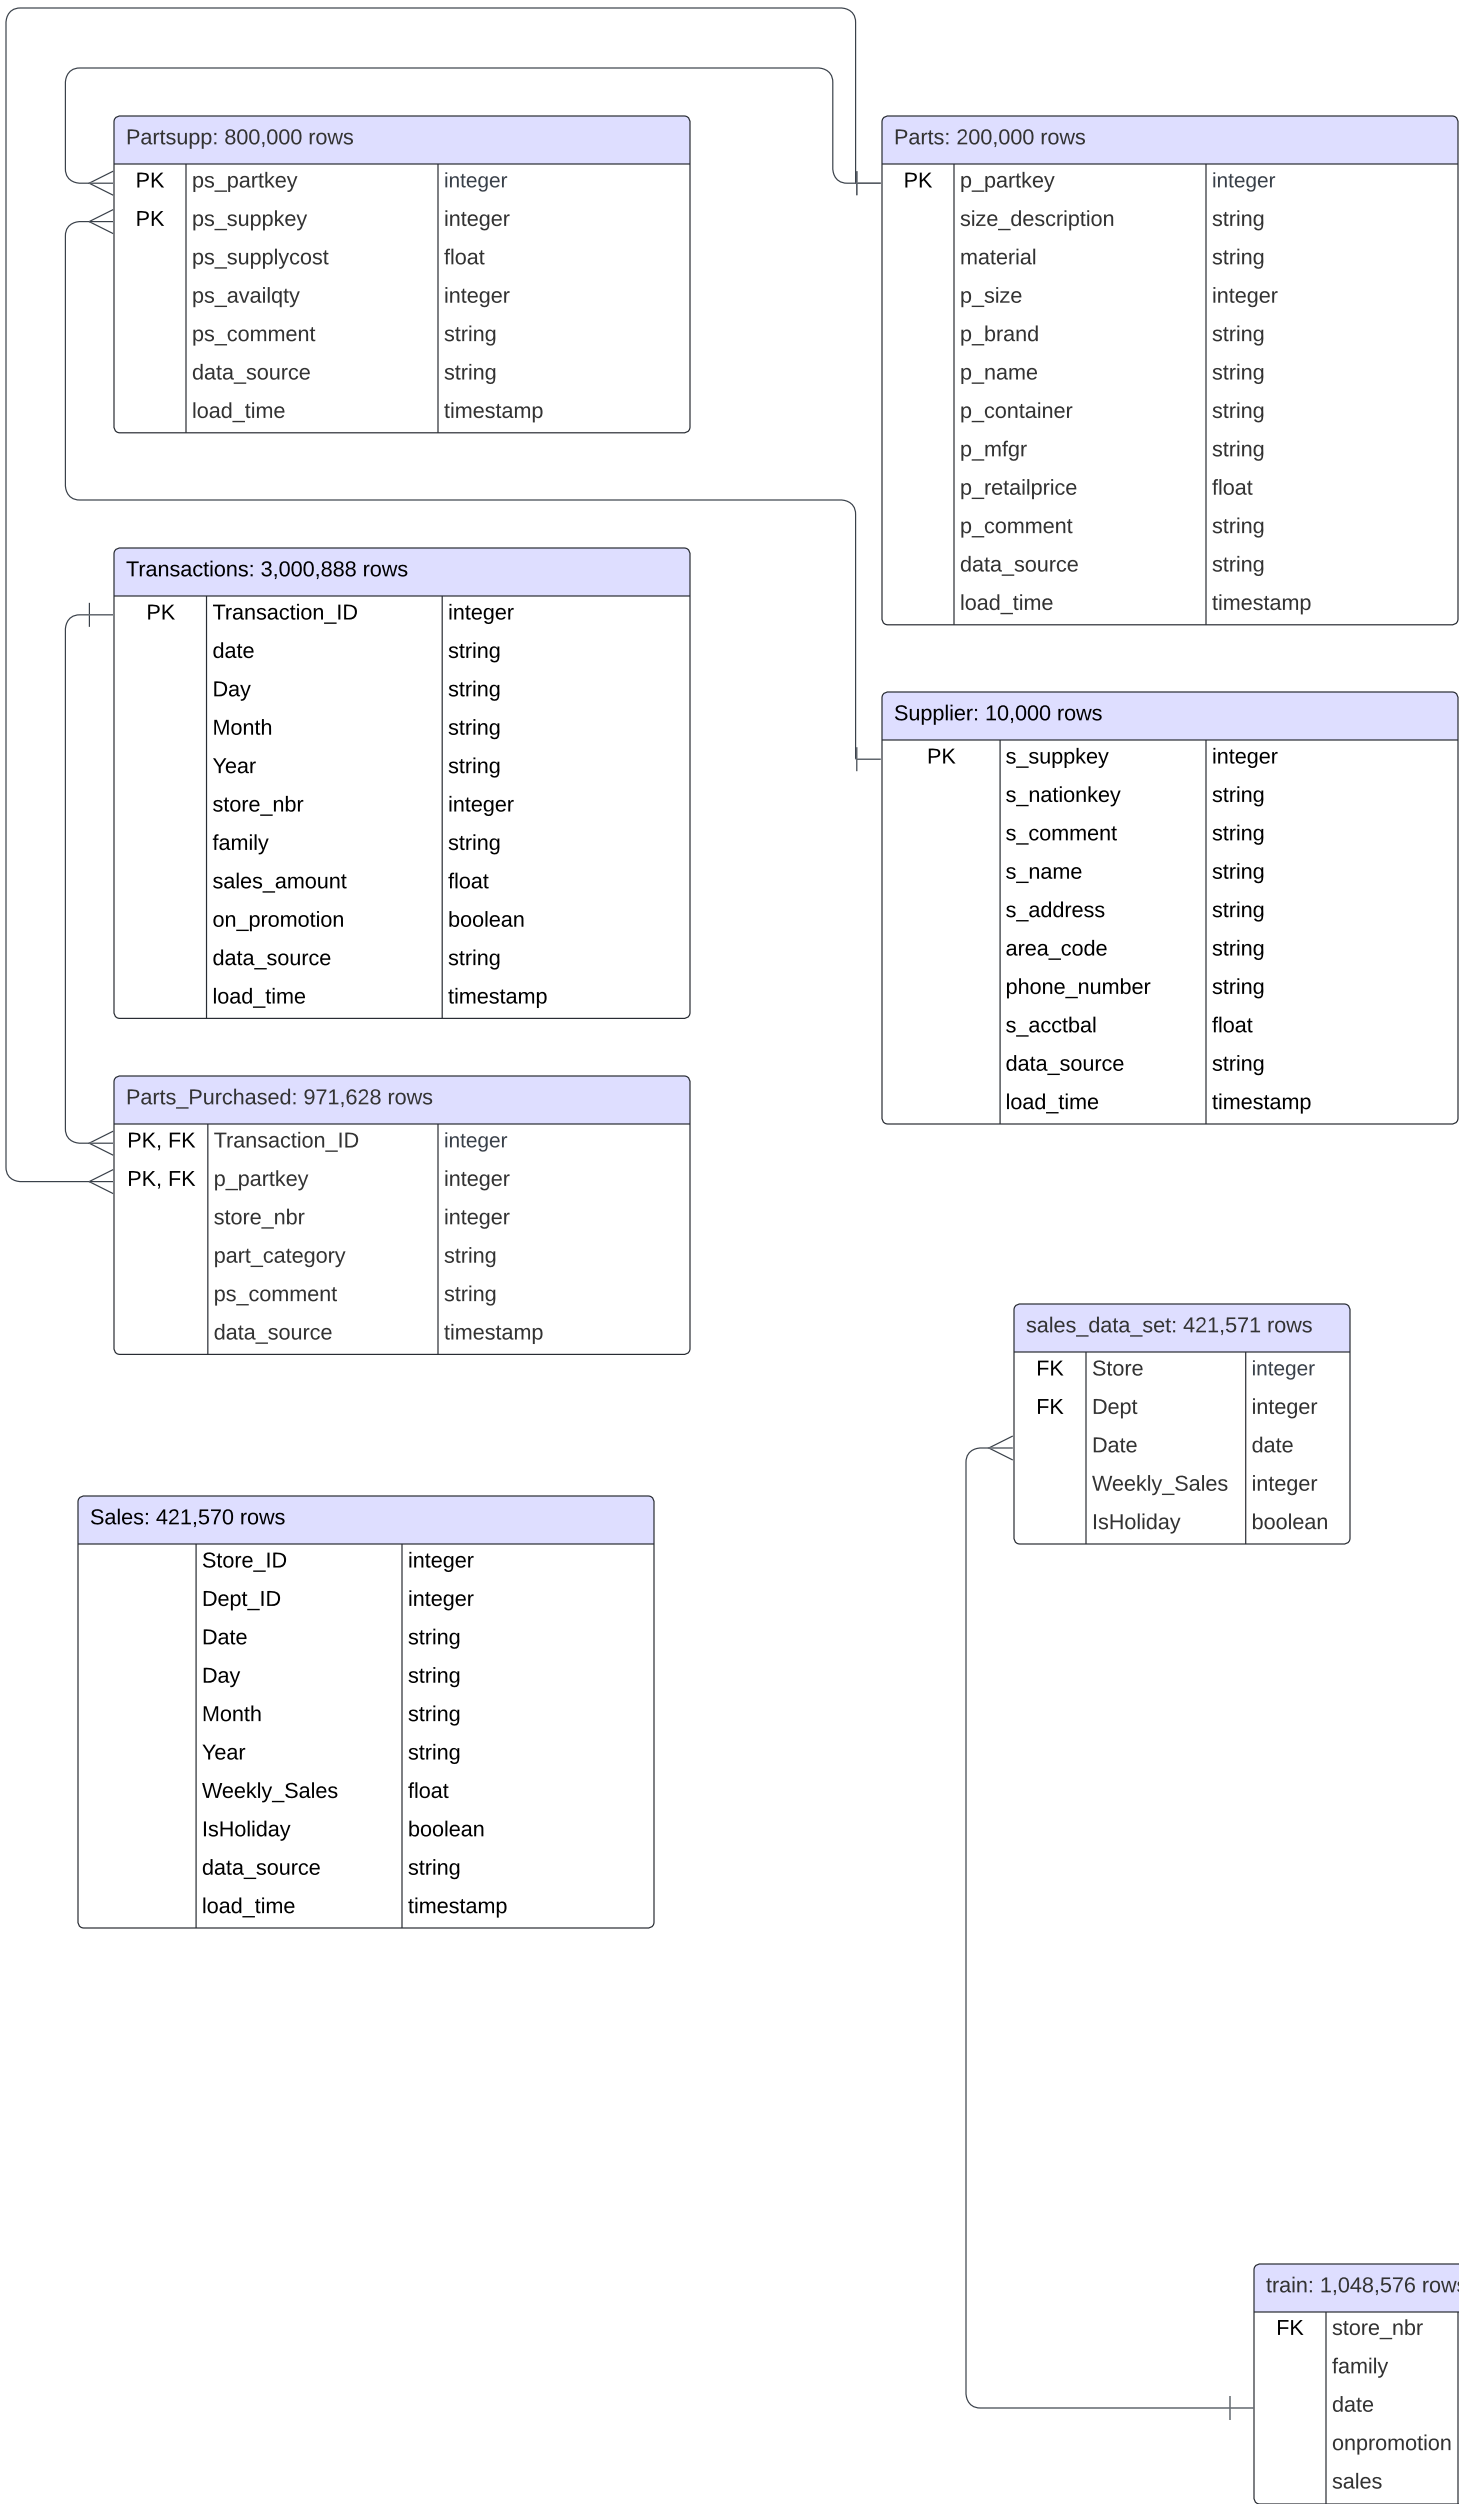 Partsupp: 800,000 rows
PK ps_partkey integer
PK ps_suppkey integer
ps_supplycost float
ps_availqty integer
ps_comment string
data_source string
load_time timestamp
Parts: 200,000 rows
PK p_partkey integer
size_description string
material string
p_size integer
p_brand string
p_name string
p_container string
p_mfgr string
p_retailprice float
p_comment string
data_source string
load_time timestamp
Transactions: 3,000,888 rows
PK Transaction_ID integer
date string
Day string
Month string
Year string
store_nbr integer
family string
sales_amount float
on_promotion boolean
data_source string
load_time timestamp
Supplier: 10,000 rows
PK s_suppkey integer
s_nationkey string
s_comment string
s_name string
s_address string
area_code string
phone_number string
s_acctbal float
data_source string
load_time timestamp
Parts_Purchased: 971,628 rows
PK, FK Transaction_ID integer
PK, FK p_partkey integer
store_nbr integer
part_category string
ps_comment string
data_source timestamp
sales_data_set: 421,571 rows
FK Store integer
FK Dept integer
Date date
Weekly_Sales integer
IsHoliday boolean
Sales: 421,570 rows
Store_ID integer
Dept_ID integer
Date string
Day string
Month string
Year string
Weekly_Sales float
IsHoliday boolean
data_source string
load_time timestamp
train: 1,048,576 rows
FK store_nbr
family
date
onpromotion
sales